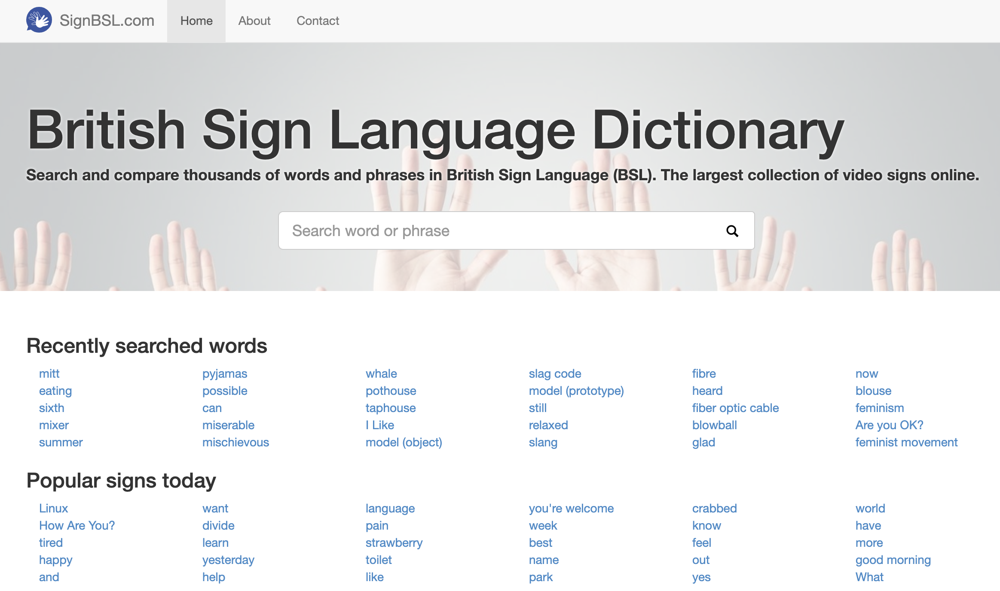 SignBSL.com Home About Contact
British Sign Language Dictionary
Search and compare thousands of words and phrases in British Sign Language (BSL). The largest collection of video signs online.
Search word or phrase
Recently searched words
mitt pyjamas whale slag code fibre now
eating possible pothouse model (prototype) heard blouse
sixth can taphouse still fiber optic cable feminism
mixer miserable I Like relaxed blowball Are you OK?
summer mischievous model (object) slang glad feminist movement
Popular signs today
Linux want language you're welcome crabbed world
How Are You? divide pain week know have
tired learn strawberry best feel more
happy yesterday toilet name out good morning
and help like park yes What